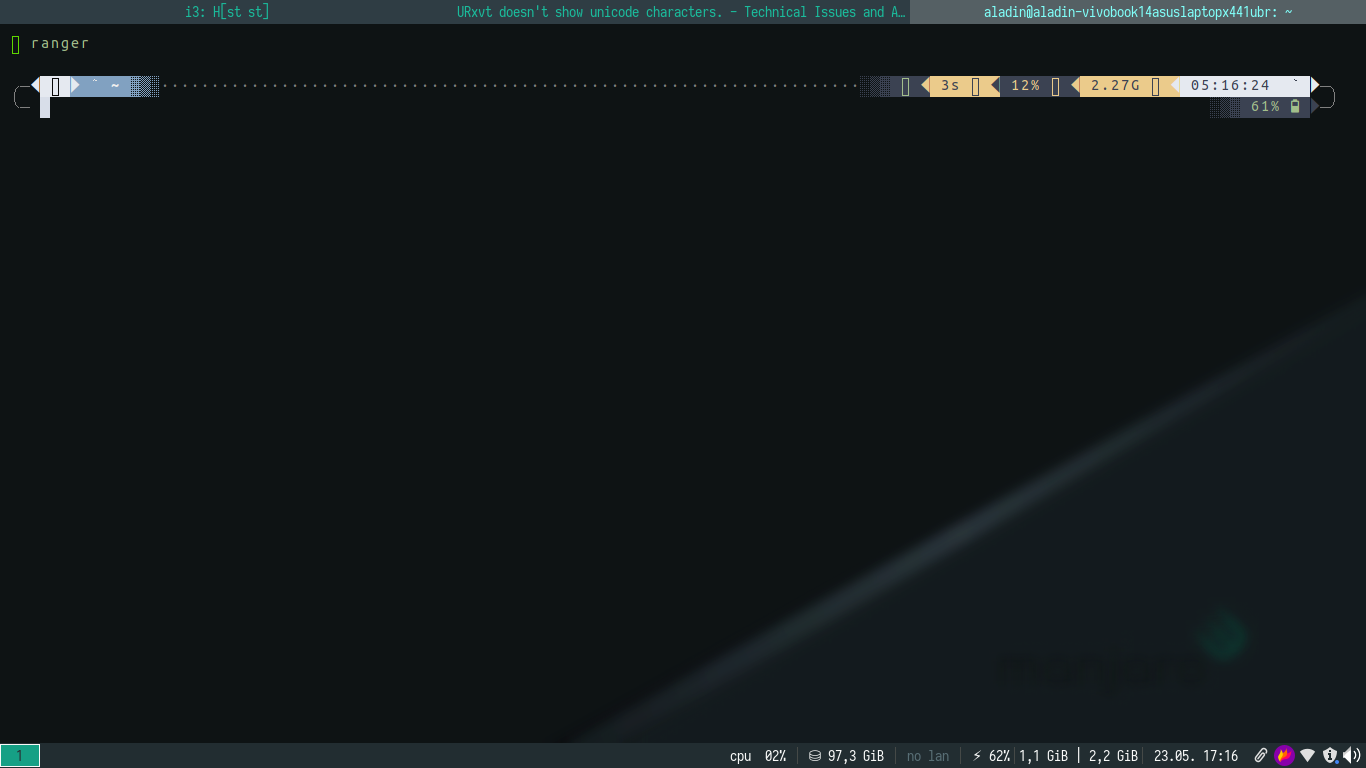 i3: H[st st]
URxvt doesn't show unicode characters. – Technical Issues and A…
aladin@aladin-vivobook14asuslaptopx441ubr: ~
ranger
~ 3s 12% 2.27G 05:16:24
61%
1
cpu 02% 97,3 GiB no lan ⚡ 62% 1,1 GiB | 2,2 GiB 23.05. 17:16